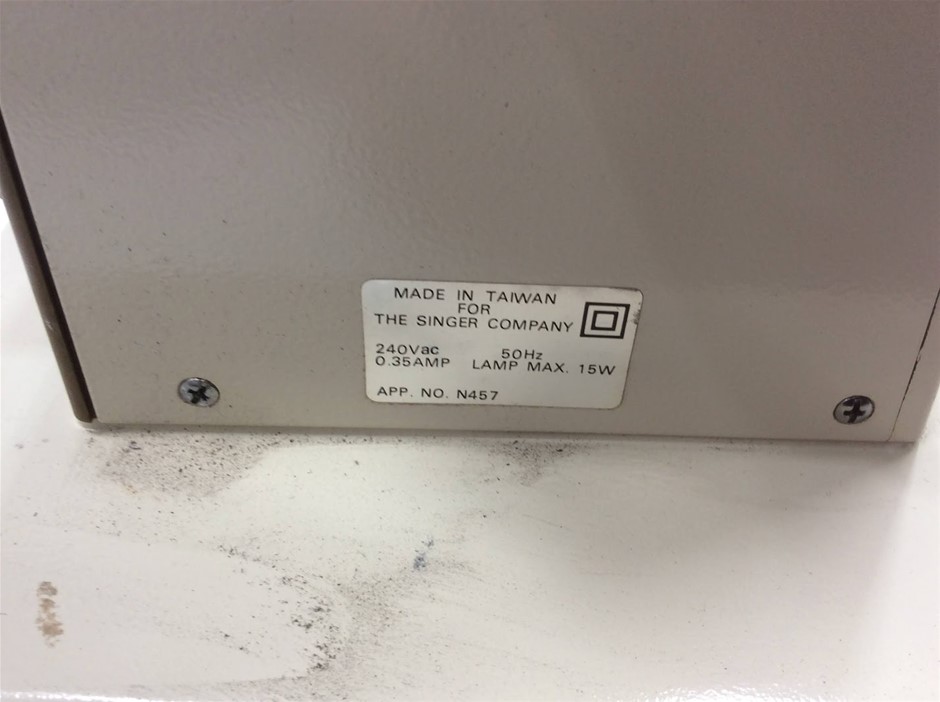 MADE IN TAIWAN
FOR
THE SINGER COMPANY
240Vac 50Hz
0.35AMP LAMP MAX. 15W
APP. NO. N457